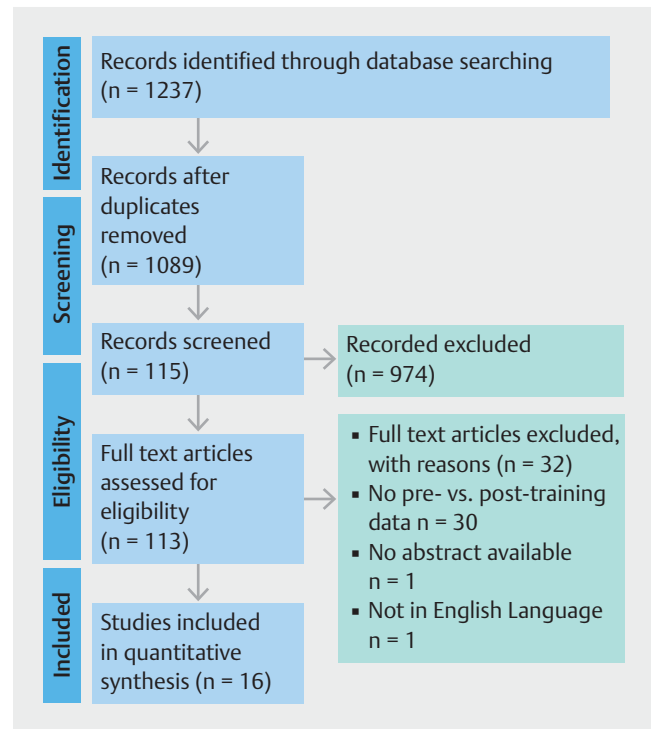 Identification
Records identified through database searching
(n = 1237)
Records after
duplicates
removed
(n = 1089)
Screening
Records screened
(n = 115)
Recorded excluded
(n = 974)
Eligibility
Full text articles
assessed for
eligibility
(n = 113)
▪ Full text articles excluded,
with reasons (n = 32)
▪ No pre- vs. post-training
data n = 30
▪ No abstract available
n = 1
▪ Not in English Language
n = 1
Included
Studies included
in quantitative
synthesis (n = 16)